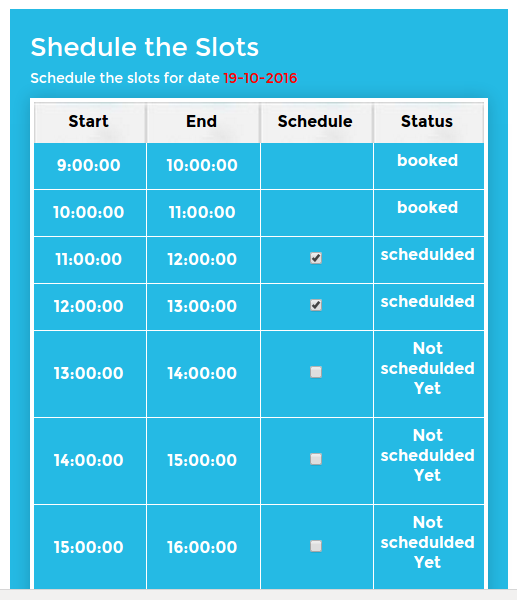 Shedule the Slots
Schedule the slots for date 19-10-2016
Start End Schedule Status
9:00:00 10:00:00 booked
10:00:00 11:00:00 booked
11:00:00 12:00:00 schedulded
12:00:00 13:00:00 schedulded
13:00:00 14:00:00 Not
schedulded
Yet
14:00:00 15:00:00 Not
schedulded
Yet
15:00:00 16:00:00 Not
schedulded
Yet